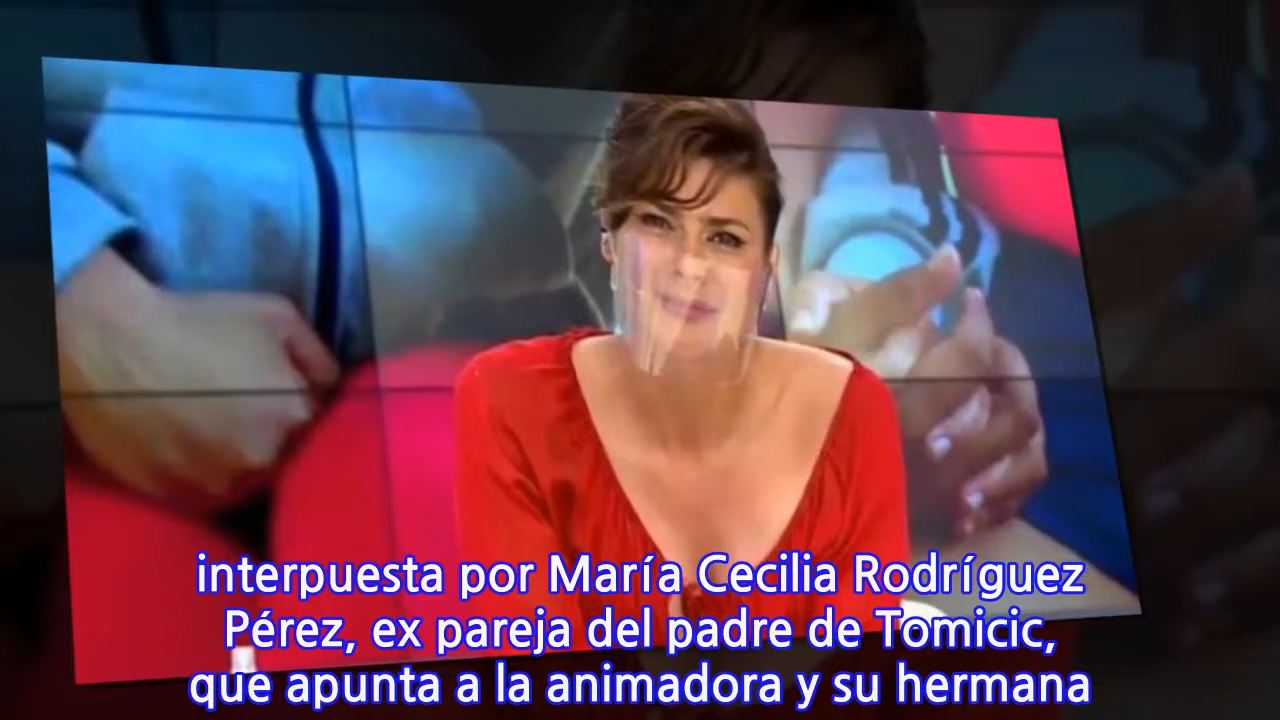 interpuesta por María Cecilia Rodríguez
Pérez, ex pareja del padre de Tomicic,
que apunta a la animadora y su hermana